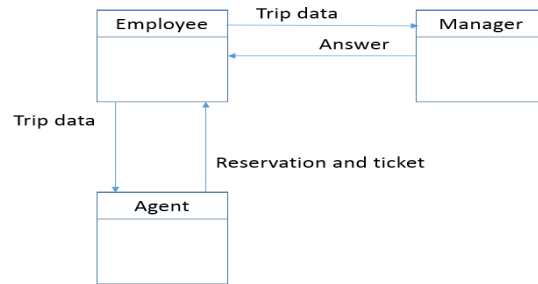 Employee
Trip data
Manager
Answer
Trip data
Reservation and ticket
Agent